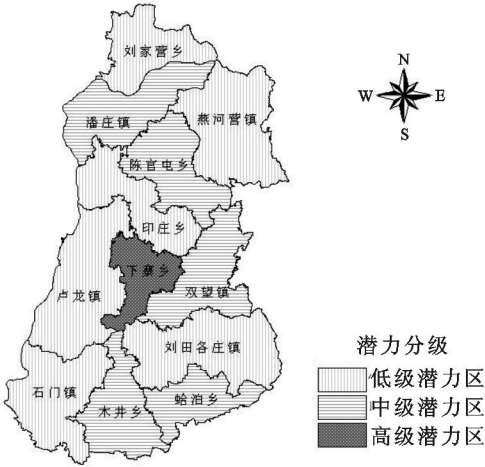 刘家营乡
潘庄镇
燕河营镇
陈官屯乡
印庄乡
下寨乡
卢龙镇
双望镇
刘田各庄镇
石门镇
木井乡
蛤泊乡
N
W
E
S
潜力分级
低级潜力区
中级潜力区
高级潜力区